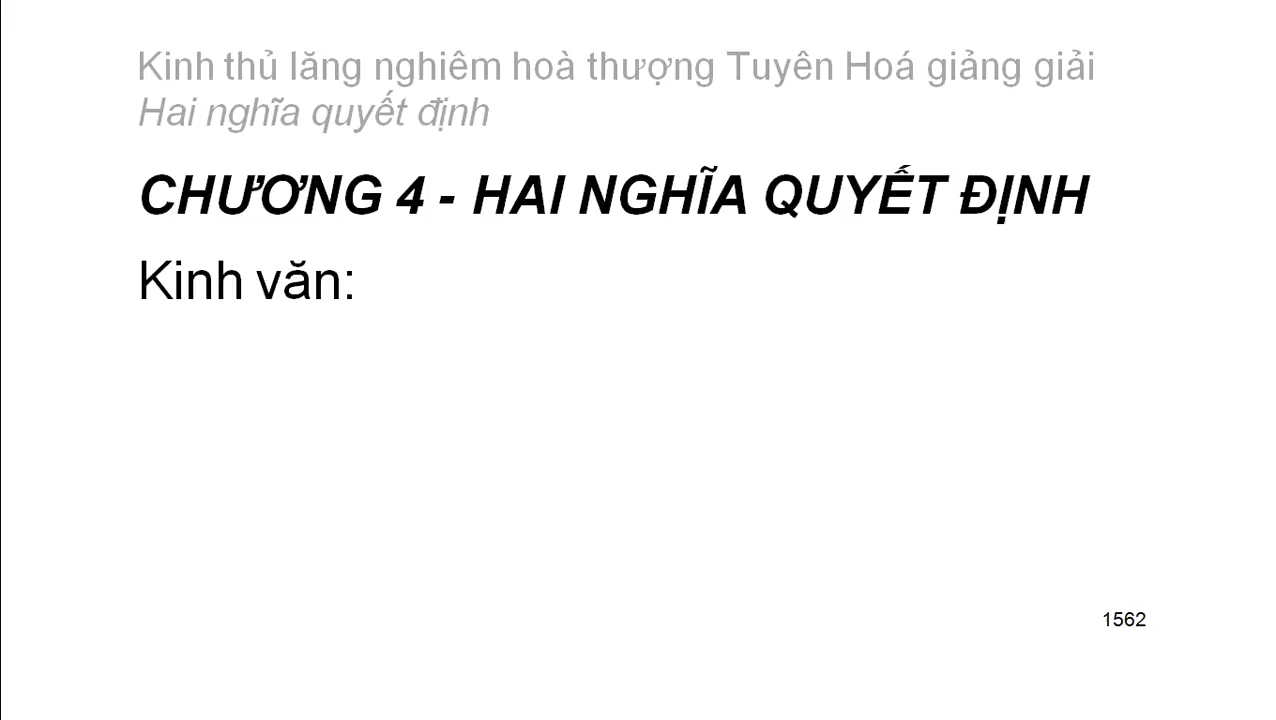 Kinh thủ lăng nghiêm hoà thượng Tuyên Hoá giảng giải
Hai nghĩa quyết định
CHƯƠNG 4 - HAI NGHĨA QUYẾT ĐỊNH
Kinh văn:
1562